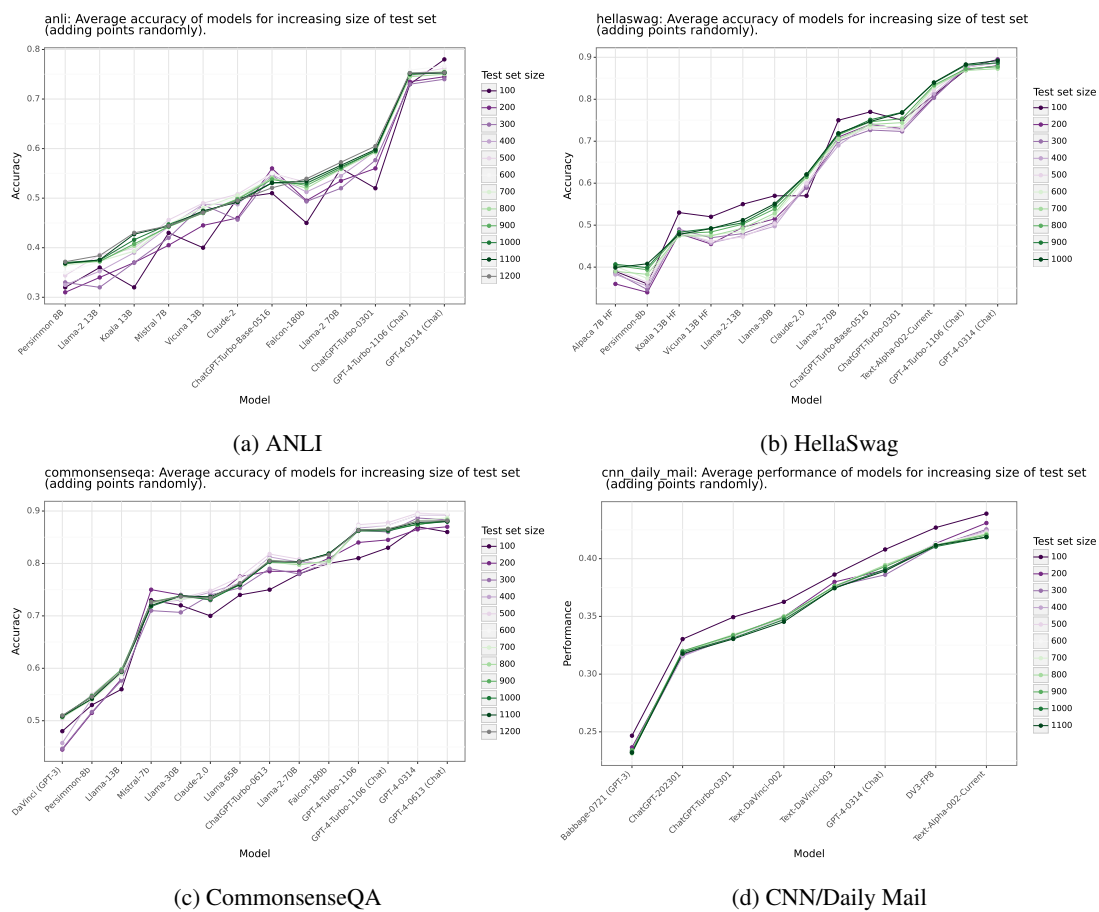 anli: Average accuracy of models for increasing size of test set
(adding points randomly).
0.8
0.7
0.6
0.5
0.4
0.3
Accuracy
Persimmon 8B
Llama-2 13B
Koala 13B
Mistral 7B
Vicuna 13B
Claude-2
ChatGPT-Turbo-Base-0516
Falcon-180b
Llama-2 70B
ChatGPT-Turbo-0301
GPT-4-Turbo-1106 (Chat)
GPT-4-0314 (Chat)
Model
Test set size
100
200
300
400
500
600
700
800
900
1000
1100
1200
(a) ANLI
hellaswag: Average accuracy of models for increasing size of test set
(adding points randomly).
0.9
0.8
0.7
0.6
0.5
0.4
Accuracy
Alpaca 7B HF
Persimmon-8b
Koala 13B HF
Vicuna 13B HF
Llama-2-13B
Llama-30B
Claude-2.0
Llama-2-70B
ChatGPT-Turbo-Base-0516
ChatGPT-Turbo-0301
Text-Alpha-002-Current
GPT-4-Turbo-1106 (Chat)
GPT-4-0314 (Chat)
Model
Test set size
100
200
300
400
500
600
700
800
900
1000
(b) HellaSwag
commonsenseqa: Average accuracy of models for increasing size of test set
(adding points randomly).
0.9
0.8
0.7
0.6
0.5
Accuracy
DaVinci (GPT-3)
Persimmon-8b
Llama-13B
Mistral-7b
Llama-30B
Claude-2.0
Llama-65B
ChatGPT-Turbo-0613
Llama-2-70B
Falcon-180b
GPT-4-Turbo-1106
GPT-4-Turbo-1106 (Chat)
GPT-4-0314
GPT-4-0613 (Chat)
Model
Test set size
100
200
300
400
500
600
700
800
900
1000
1100
1200
(c) CommonsenseQA
cnn_daily_mail: Average performance of models for increasing size of test set
(adding points randomly).
0.40
0.35
0.30
0.25
Performance
Babbage-0721 (GPT-3)
ChatGPT-202301
ChatGPT-Turbo-0301
Text-DaVinci-002
Text-DaVinci-003
GPT-4-0314 (Chat)
DV3-FP8
Text-Alpha-002-Current
Model
Test set size
100
200
300
400
500
600
700
800
900
1000
1100
(d) CNN/Daily Mail